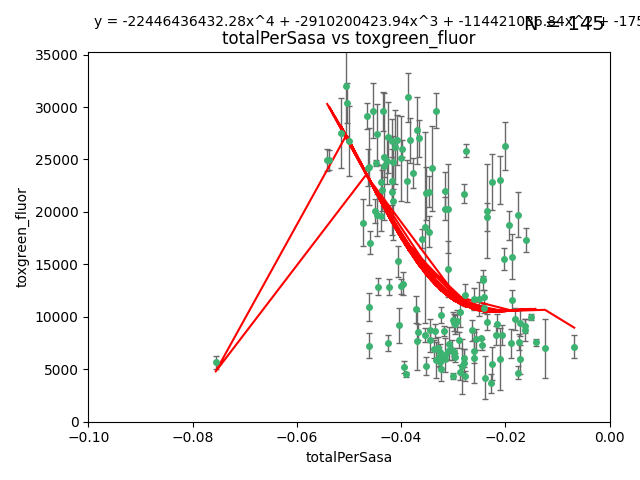 y = -22446436432.28x^4 + -2910200423.94x^3 + -114421036.84x^2 + -175
N = 145
totalPerSasa vs toxgreen_fluor
35000
30000
25000
20000
15000
10000
5000
0
toxgreen_fluor
−0.10 −0.08 −0.06 −0.04 −0.02 0.00
totalPerSasa